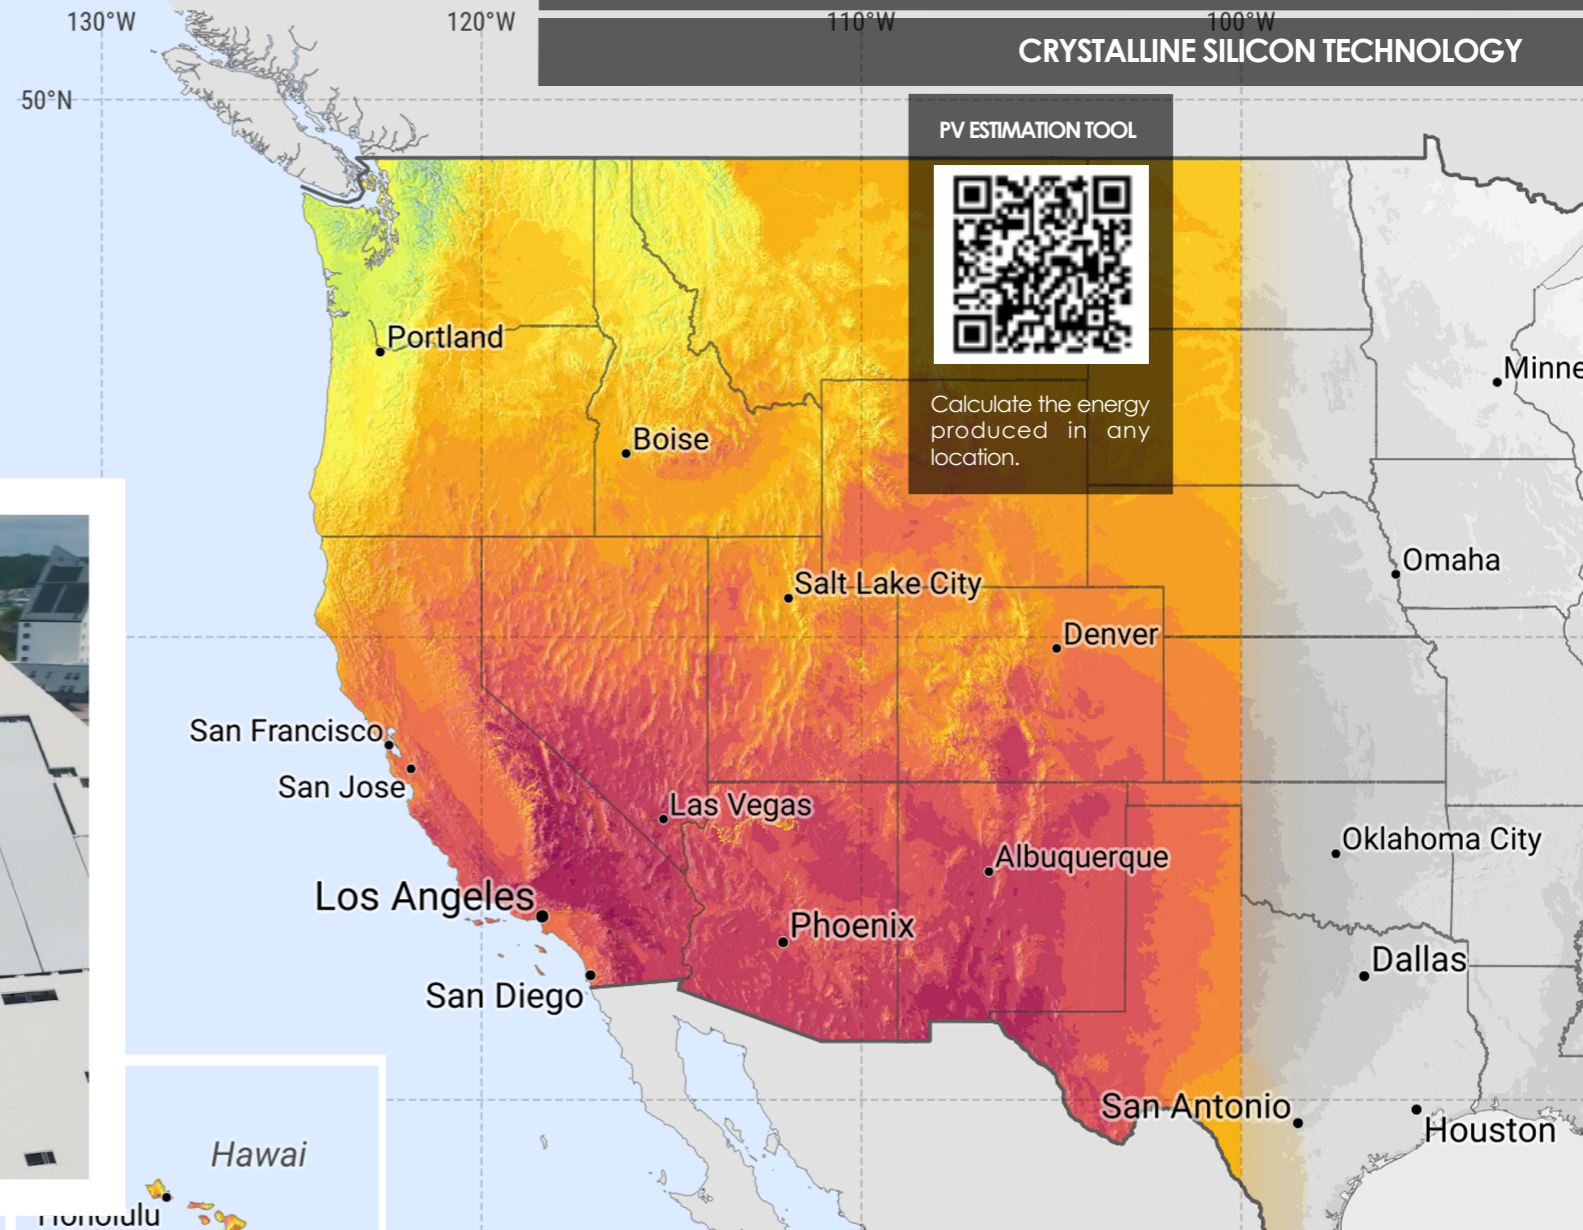 130°W
120°W
110°W
100°W
CRYSTALLINE SILICON TECHNOLOGY
50°N
PV ESTIMATION TOOL
Calculate the energy
produced in any
location.
Portland
Minne
Boise
Omaha
Salt Lake City
Denver
San Francisco
San Jose
Las Vegas
Oklahoma City
Albuquerque
Los Angeles
Phoenix
Dallas
San Diego
San Antonio
Houston
Hawai
Honolulu